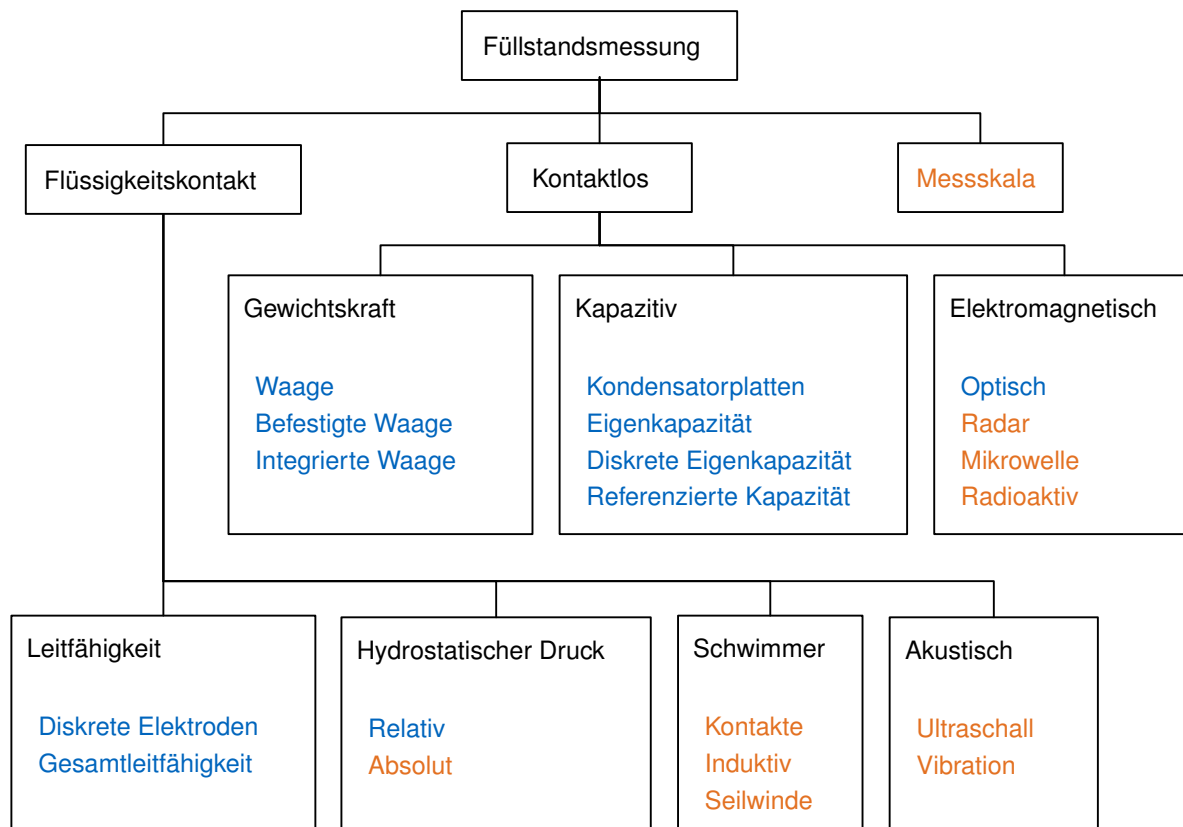 Füllstandsmessung
Flüssigkeitskontakt
Kontaktlos
Messskala
Gewichtskraft
Waage
Befestigte Waage
Integrierte Waage
Kapazitiv
Kondensatorplatten
Eigenkapazität
Diskrete Eigenkapazität
Referenzierte Kapazität
Elektromagnetisch
Optisch
Radar
Mikrowelle
Radioaktiv
Leitfähigkeit
Diskrete Elektroden
Gesamtleitfähigkeit
Hydrostatischer Druck
Relativ
Absolut
Schwimmer
Kontakte
Induktiv
Seilwinde
Akustisch
Ultraschall
Vibration